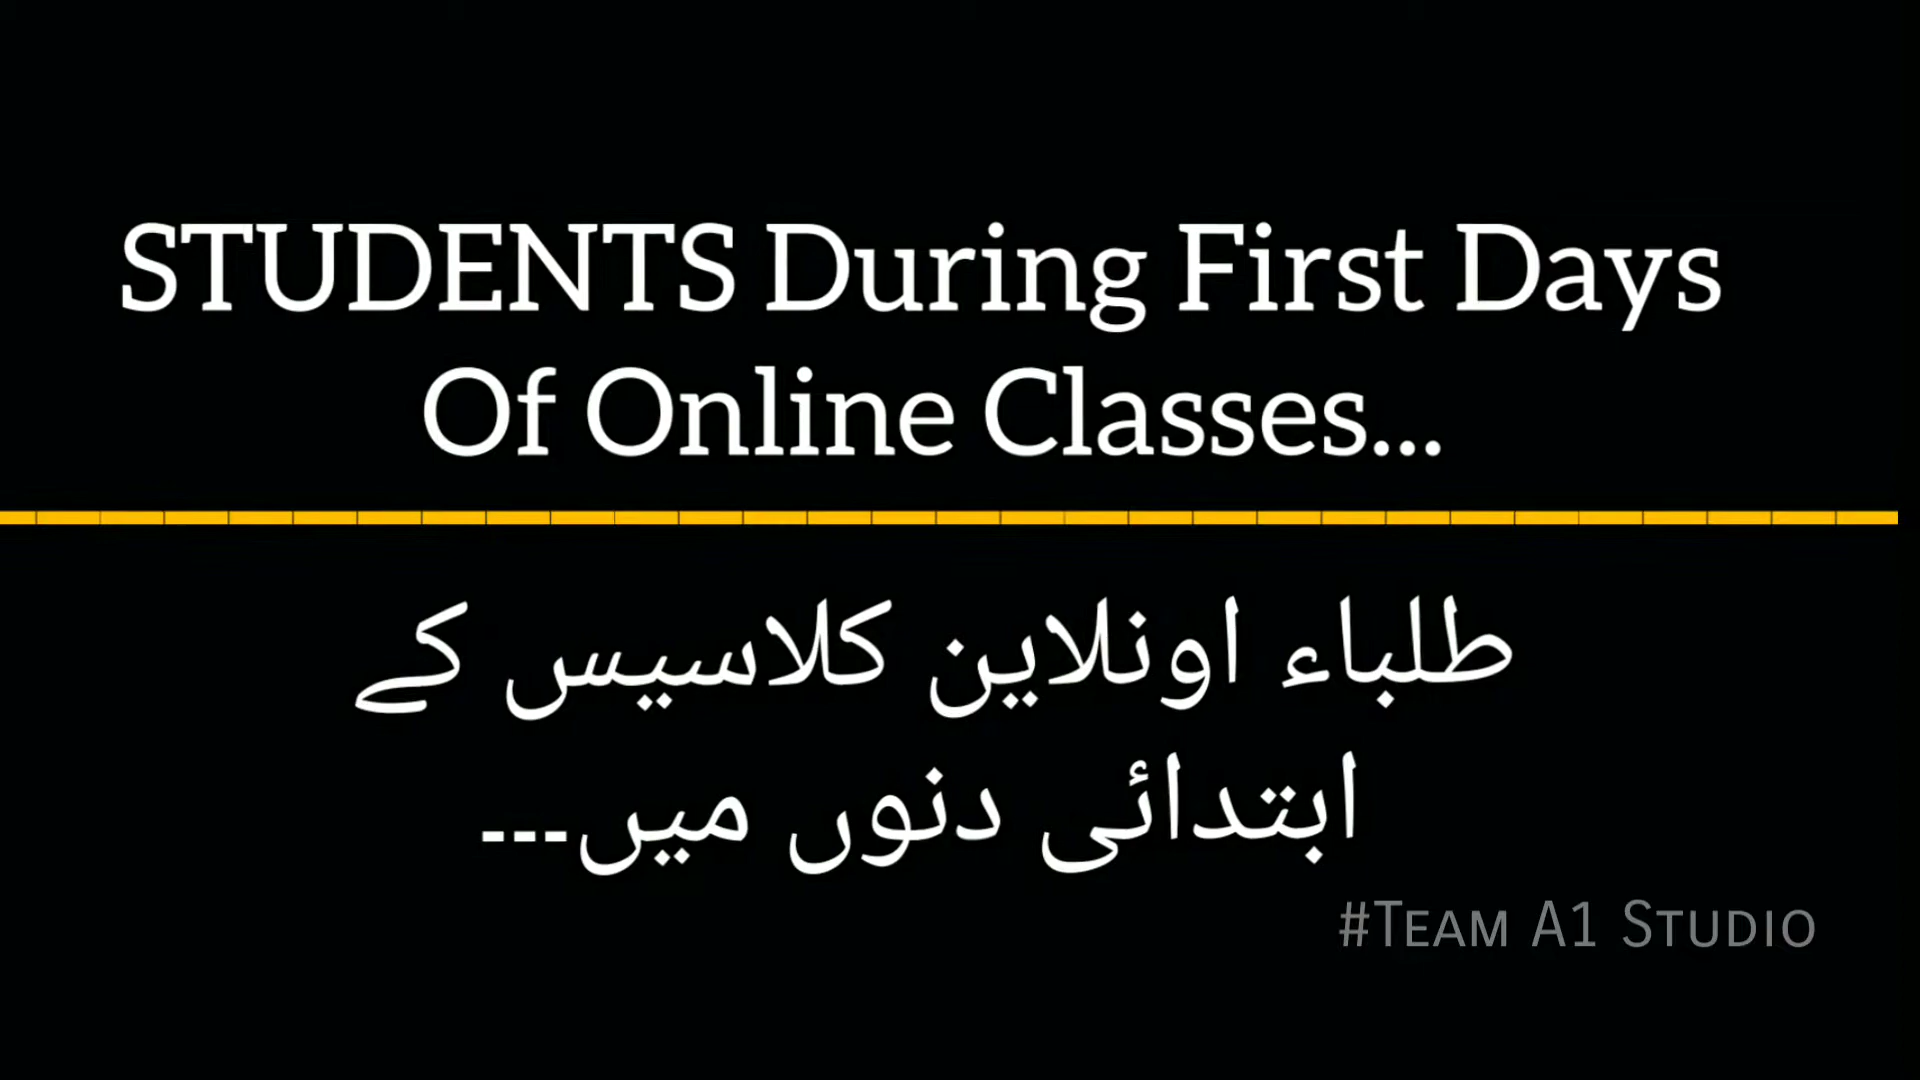 STUDENTS During First Days
Of Online Classes...
طلباء اونلاین کلاسیس کے
ابتدائی دنوں میں---
#Team A1 Studio